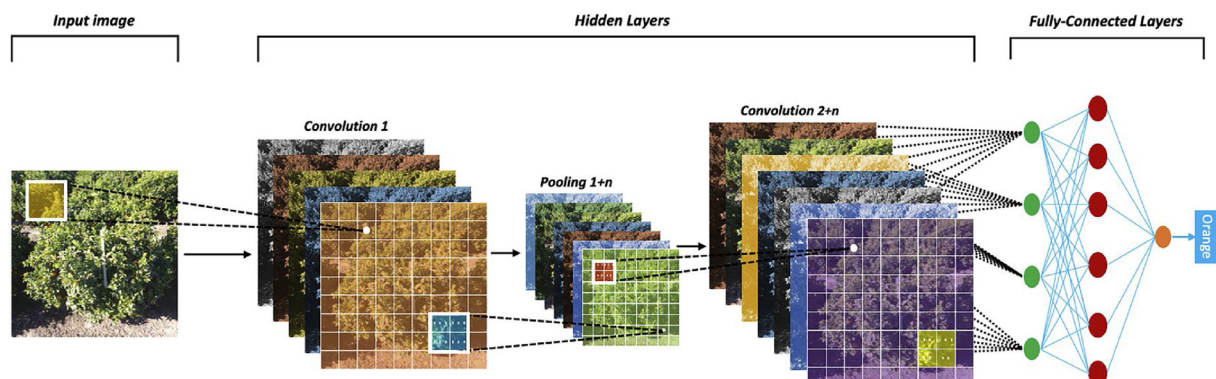 Input image
Hidden Layers
Fully-Connected Layers
Convolution 1
Pooling 1+n
Convolution 2+n
Orange